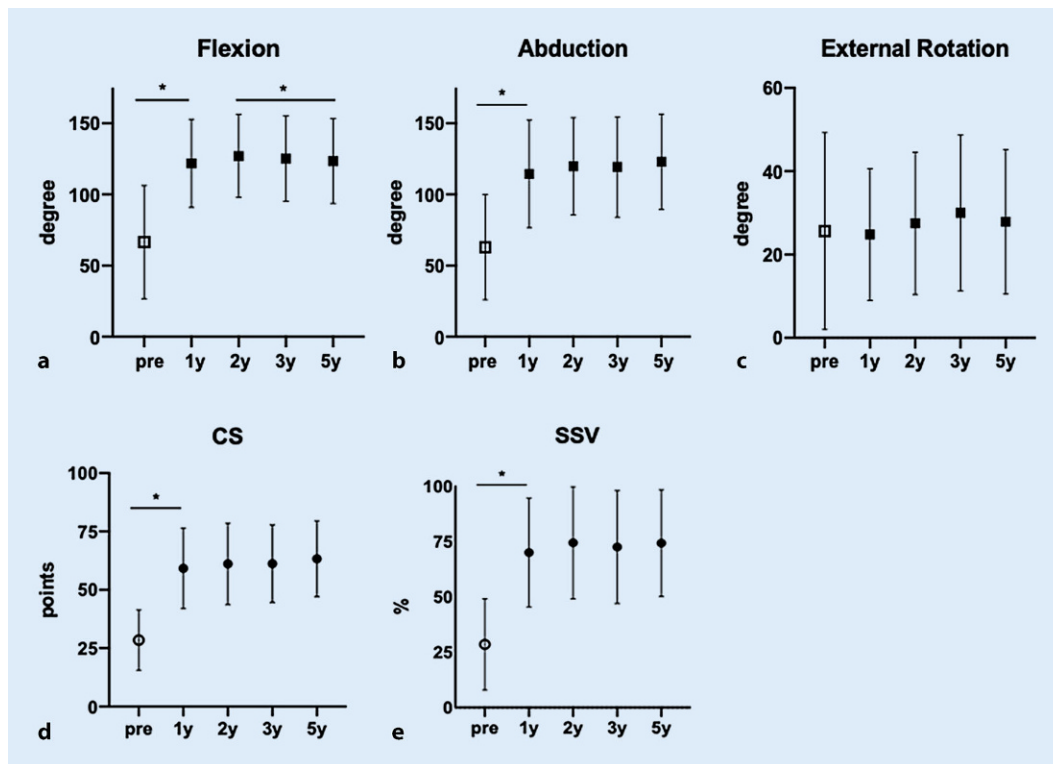 Flexion
*
*
150
100
50
0
degree
pre 1y 2y 3y 5y
a
Abduction
*
150
100
50
0
degree
pre 1y 2y 3y 5y
b
External Rotation
60
40
20
0
degree
pre 1y 2y 3y 5y
c
CS
*
100
75
50
25
0
points
pre 1y 2y 3y 5y
d
SSV
*
100
75
50
25
0
%
pre 1y 2y 3y 5y
e